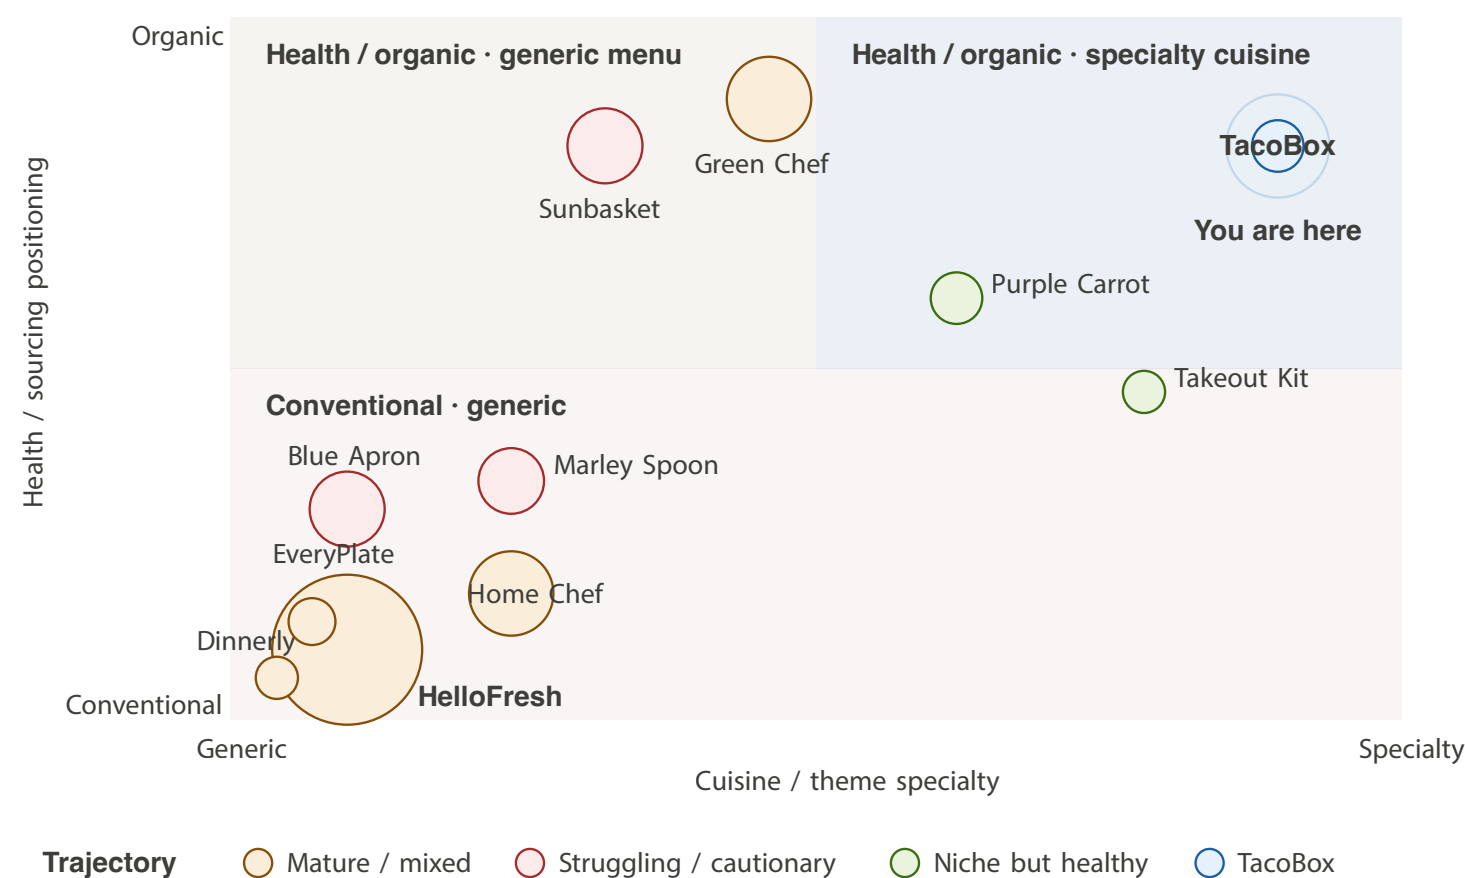 Organic
Health / organic · generic menu
Health / organic · specialty cuisine
TacoBox
Green Chef
Sunbasket
You are here
Health / sourcing positioning
Purple Carrot
Takeout Kit
Conventional · generic
Blue Apron
Marley Spoon
EveryPlate
Home Chef
Dinnerly
HelloFresh
Conventional
Generic
Specialty
Cuisine / theme specialty
Trajectory
Mature / mixed
Struggling / cautionary
Niche but healthy
TacoBox